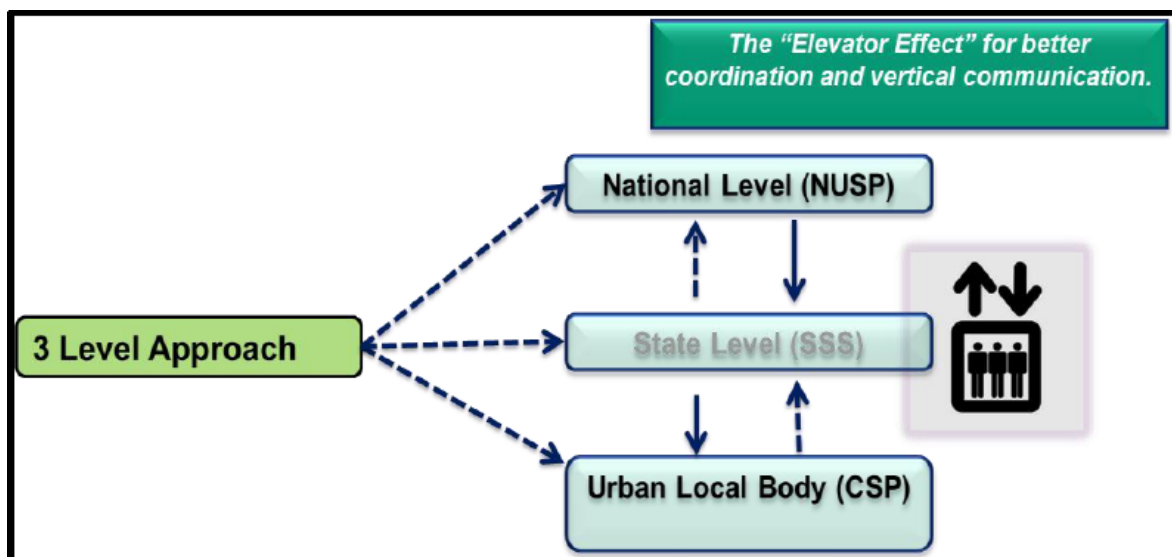 The “Elevator Effect” for better
coordination and vertical communication.
National Level (NUSP)
3 Level Approach
State Level (SSS)
Urban Local Body (CSP)